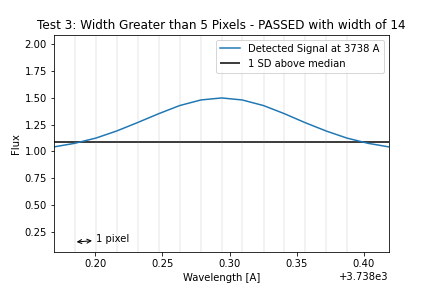 Test 3: Width Greater than 5 Pixels - PASSED with width of 14
2.00
1.75
1.50
1.25
1.00
0.75
0.50
0.25
Flux
Detected Signal at 3738 A
1 SD above median
1 pixel
0.20 0.25 0.30 0.35 0.40
Wavelength [A]
+3.738e3